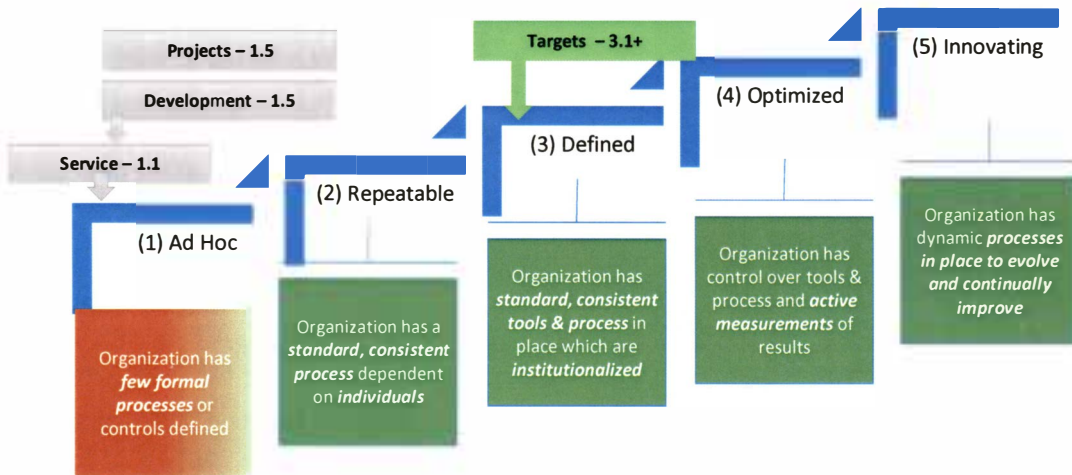 Projects – 1.5
Development – 1.5
Service – 1.1
Targets – 3.1+
(1) Ad Hoc
(2) Repeatable
(3) Defined
(4) Optimized
(5) Innovating
Organization has
few formal
processes or
controls defined
Organization has a
standard, consistent
process dependent
on individuals
Organization has
standard, consistent
tools & process in
place which are
institutionalized
Organization has
control over tools &
process and active
measurements of
results
Organization has
dynamic processes
in place to evolve
and continually
improve